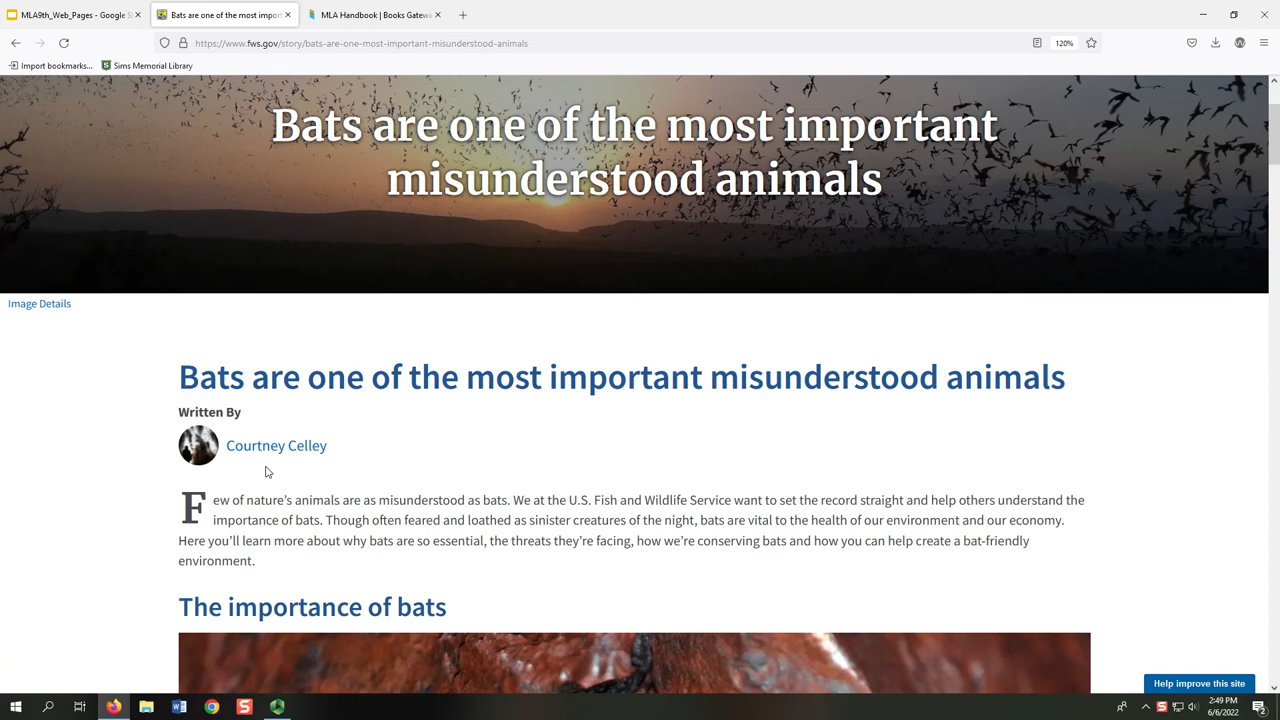 MLA9th_Web_Pages - Google S
Bats are one of the most impor
MLA Handbook | Books Gatewa
https://www.fws.gov/story/bats-are-one-most-important-misunderstood-animals
120%
Import bookmarks...
Sims Memorial Library
Bats are one of the most important
misunderstood animals
Image Details
Bats are one of the most important misunderstood animals
Written By
Courtney Celley
Few of nature's animals are as misunderstood as bats. We at the U.S. Fish and Wildlife Service want to set the record straight and help others understand the
importance of bats. Though often feared and loathed as sinister creatures of the night, bats are vital to the health of our environment and our economy.
Here you'll learn more about why bats are so essential, the threats they're facing, how we're conserving bats and how you can help create a bat-friendly
environment.
The importance of bats
Help improve this site
2:49 PM
6/6/2022
2